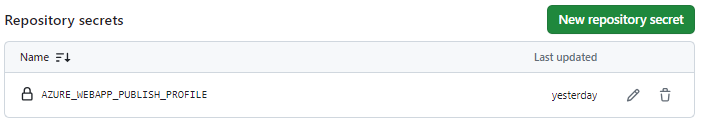 Repository secrets
New repository secret
Name
Last updated
AZURE_WEBAPP_PUBLISH_PROFILE
yesterday